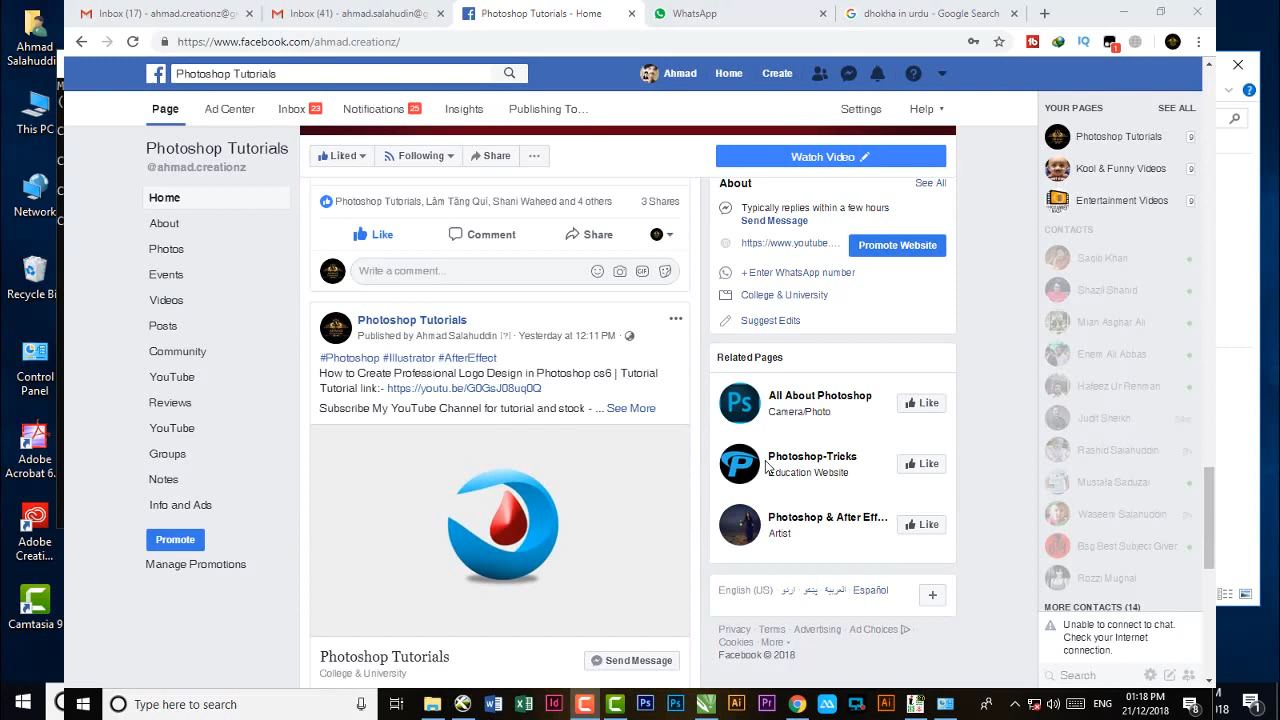 Inbox (17) - ahmad.creationz@g
Inbox (41) - ahmad.salahudin@g
Photoshop Tutorials - Home
WhatsApp
dhokha in urdu - Google Search
https://www.facebook.com/ahmad.creationz/
Photoshop Tutorials
Ahmad
Home
Create
Page
Ad Center
Inbox 23
Notifications 25
Insights
Publishing To...
Settings
Help
Photoshop Tutorials
@ahmad.creationz
Home
About
Photos
Events
Videos
Posts
Community
YouTube
Reviews
YouTube
Groups
Notes
Info and Ads
Promote
Manage Promotions
Liked
Following
Share
Watch Video
Photoshop Tutorials, Lâm Tăng Quí, Shani Waheed and 4 others
3 Shares
Like
Comment
Share
Write a comment...
GIF
Photoshop Tutorials
Published by Ahmad Salahuddin [?] · Yesterday at 12:11 PM ·
#Photoshop #Illustrator #AfterEffect
How to Create Professional Logo Design in Photoshop cs6 | Tutorial
Tutorial link:- https://youtu.be/G0GsJ08uq0Q
Subscribe My YouTube Channel for tutorial and stock - ... See More
Photoshop Tutorials
College & University
Send Message
About
See All
Typically replies within a few hours
Send Message
https://www.youtube....
Promote Website
+ Enter WhatsApp number
College & University
Suggest Edits
Related Pages
Ps
All About Photoshop
Camera/Photo
Like
Photoshop-Tricks
Education Website
Like
Photoshop & After Eff...
Artist
Like
English (US) · اردو · پښتو · العربية · Español
Privacy · Terms · Advertising · Ad Choices ·
Cookies · More
Facebook © 2018
YOUR PAGES
SEE ALL
Photoshop Tutorials 9
Kool & Funny Videos 9
Entertainment Videos 9
CONTACTS
Saqib Khan
Shazil Shahid
Mian Asghar Ali
Enem Ali Abbas
Hafeez Ur Rehman
Judit Sheikh
Rashid Salahuddin
Mustafa Saduzai
Waseem Salahuddin
Bsg Best Subject Giver
Rozzi Mughal
MORE CONTACTS (14)
Unable to connect to chat.
Check your Internet
connection.
Search
Ahmad
Salahuddin
This PC
Network
Recycle Bi
Control
Panel
Adobe
Acrobat 6....
Adobe
Creati...
Camtasia 9
Type here to search
ENG
01:18 PM
21/12/2018
8